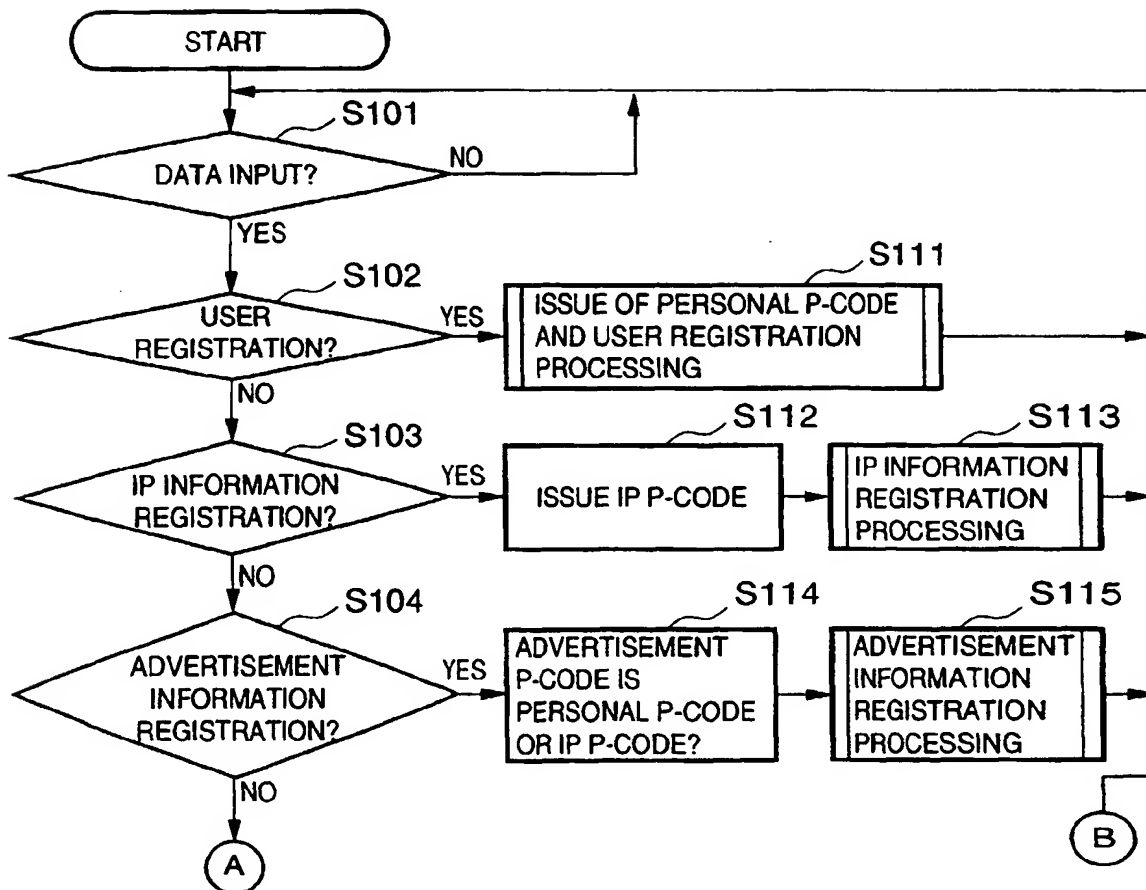 START
S101
DATA INPUT?
NO
YES
S102
USER
REGISTRATION?
YES
S111
ISSUE OF PERSONAL P-CODE
AND USER REGISTRATION
PROCESSING
NO
S103
IP INFORMATION
REGISTRATION?
YES
S112
ISSUE IP P-CODE
S113
IP INFORMATION
REGISTRATION
PROCESSING
NO
S104
ADVERTISEMENT
INFORMATION
REGISTRATION?
YES
S114
ADVERTISEMENT
P-CODE IS
PERSONAL P-CODE
OR IP P-CODE?
S115
ADVERTISEMENT
INFORMATION
REGISTRATION
PROCESSING
NO
A
B